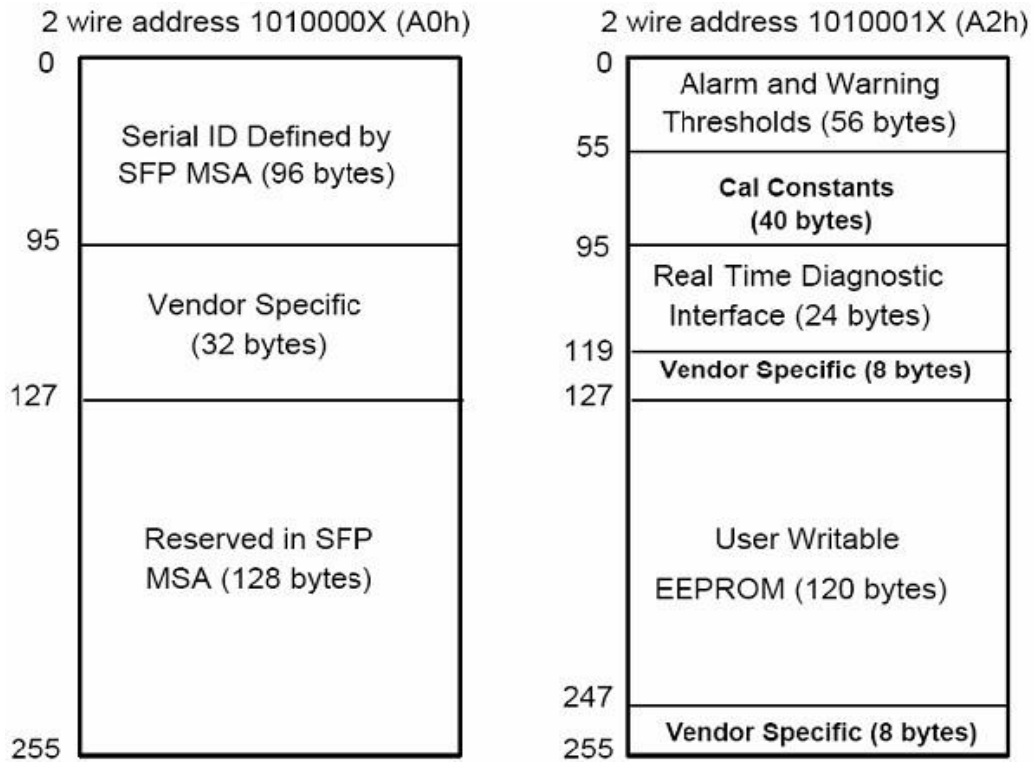 2 wire address 1010000X (A0h)
0
Serial ID Defined by
SFP MSA (96 bytes)
95
Vendor Specific
(32 bytes)
127
Reserved in SFP
MSA (128 bytes)
255
2 wire address 1010001X (A2h)
0
Alarm and Warning
Thresholds (56 bytes)
55
Cal Constants
(40 bytes)
95
Real Time Diagnostic
Interface (24 bytes)
119
Vendor Specific (8 bytes)
127
User Writable
EEPROM (120 bytes)
247
Vendor Specific (8 bytes)
255